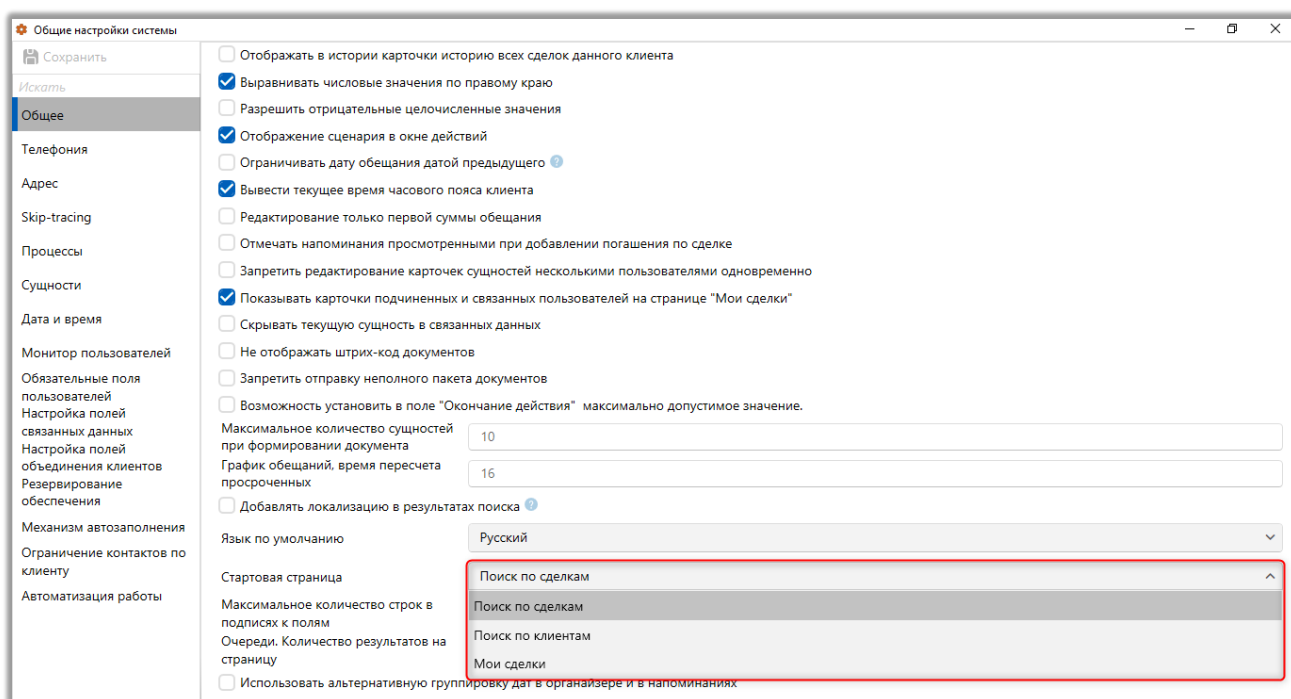 Общие настройки системы
Сохранить
Искать
Общее
Телефония
Адрес
Skip-tracing
Процессы
Сущности
Дата и время
Монитор пользователей
Обязательные поля
пользователей
Настройка полей
связанных данных
Настройка полей
объединения клиентов
Резервирование
обеспечения
Механизм автозаполнения
Ограничение контактов по
клиенту
Автоматизация работы
Отображать в истории карточки историю всех сделок данного клиента
Выравнивать числовые значения по правому краю
Разрешить отрицательные целочисленные значения
Отображение сценария в окне действий
Ограничивать дату обещания датой предыдущего ?
Вывести текущее время часового пояса клиента
Редактирование только первой суммы обещания
Отмечать напоминания просмотренными при добавлении погашения по сделке
Запретить редактирование карточек сущностей несколькими пользователями одновременно
Показывать карточки подчиненных и связанных пользователей на странице "Мои сделки"
Скрывать текущую сущность в связанных данных
Не отображать штрих-код документов
Запретить отправку неполного пакета документов
Возможность установить в поле "Окончание действия" максимально допустимое значение.
Максимальное количество сущностей
при формировании документа
10
График обещаний, время пересчета
просроченных
16
Добавлять локализацию в результатах поиска ?
Язык по умолчанию
Русский
Стартовая страница
Поиск по сделкам
Поиск по сделкам
Поиск по клиентам
Мои сделки
Максимальное количество строк в
подписях к полям
Очереди. Количество результатов на
страницу
Использовать альтернативную группировку дат в органайзере и в напоминаниях